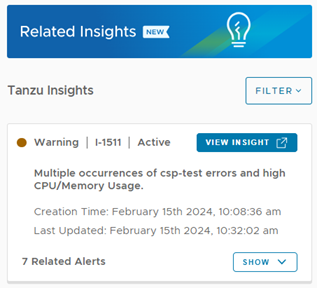 Related Insights NEW
Tanzu Insights FILTER
Warning | I-1511 | Active VIEW INSIGHT
Multiple occurrences of csp-test errors and high
CPU/Memory Usage.
Creation Time: February 15th 2024, 10:08:36 am
Last Updated: February 15th 2024, 10:32:02 am
7 Related Alerts SHOW